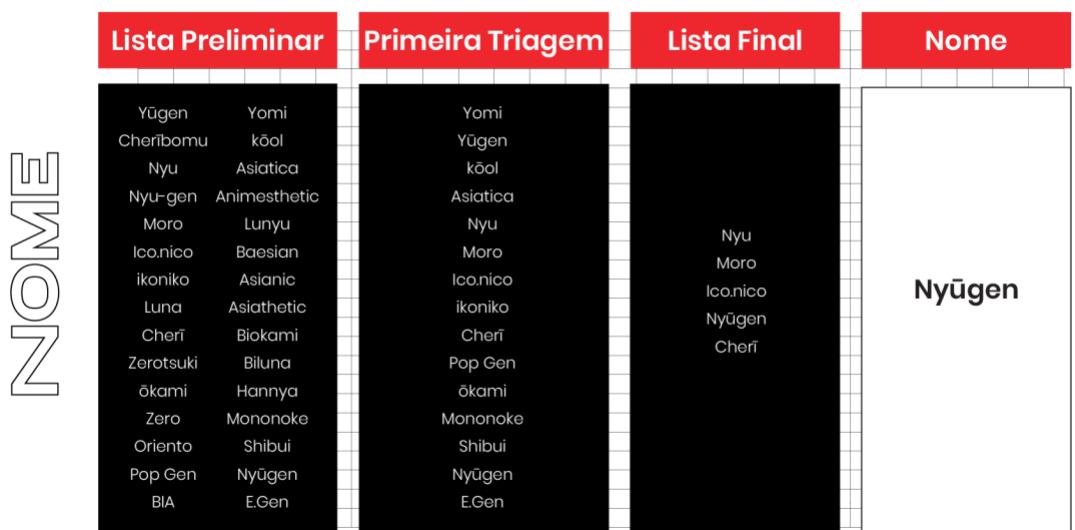 NOME
Lista Preliminar
Yūgen Yomi
Cherībomu kōol
Nyu Asiatica
Nyu-gen Animesthetic
Moro Lunyu
Ico.nico Baesian
ikoniko Asianic
Luna Asiathetic
Cherī Biokami
Zerotsuki Biluna
ōkami Hannya
Zero Mononoke
Oriento Shibui
Pop Gen Nyūgen
BIA E.Gen
Primeira Triagem
Yomi
Yūgen
kōol
Asiatica
Nyu
Moro
Ico.nico
ikoniko
Cherī
Pop Gen
ōkami
Mononoke
Shibui
Nyūgen
E.Gen
Lista Final
Nyu
Moro
Ico.nico
Nyūgen
Cherī
Nome
Nyūgen